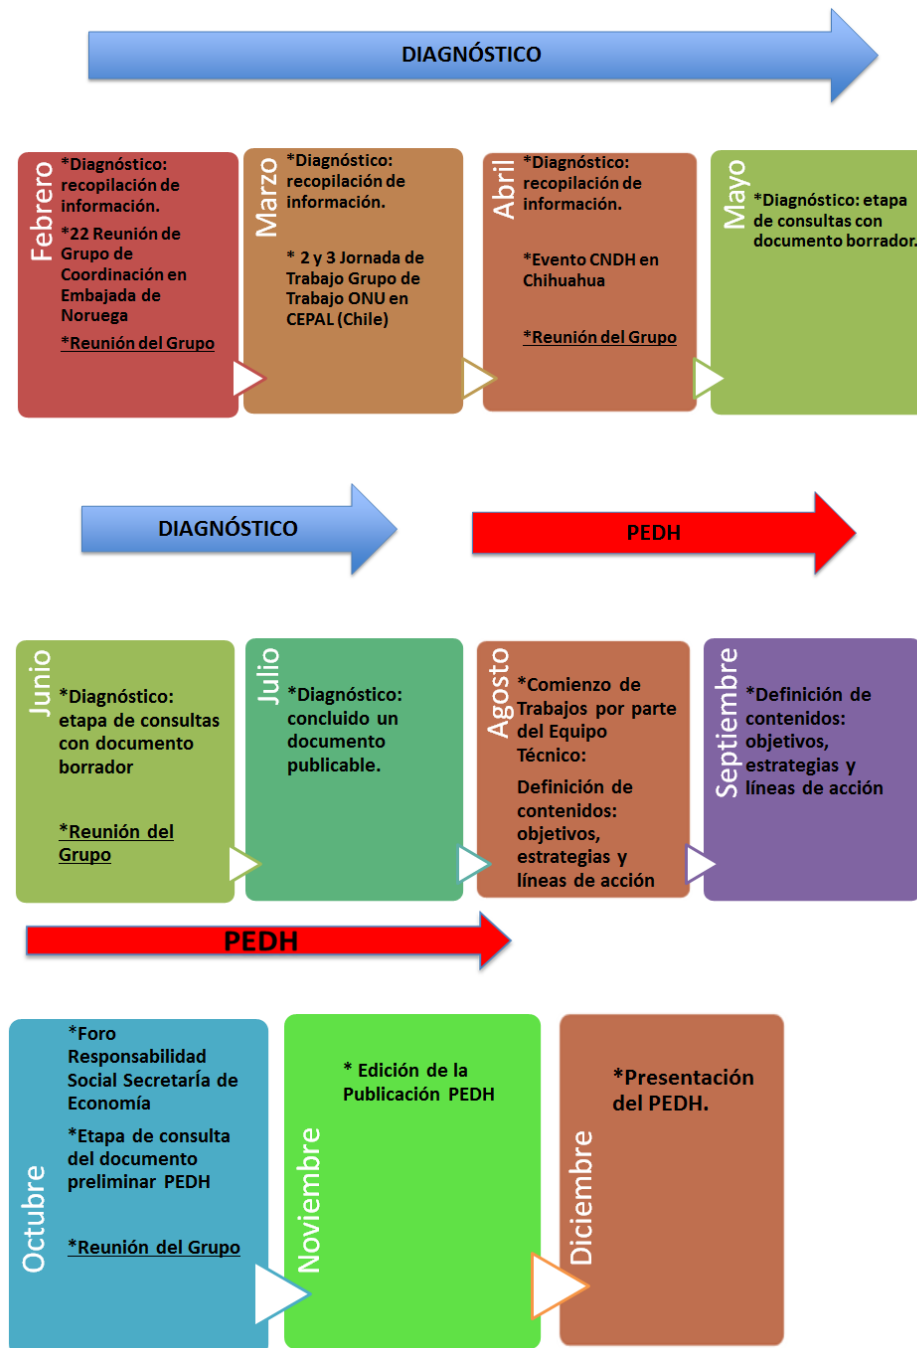 DIAGNÓSTICO
Febrero
*Diagnóstico:
recopilación de
información.
*22 Reunión de
Grupo de
Coordinación en
Embajada de
Noruega
*Reunión del Grupo
Marzo
*Diagnóstico:
recopilación de
información.
* 2 y 3 Jornada de
Trabajo Grupo de
Trabajo ONU en
CEPAL (Chile)
Abril
*Diagnóstico:
recopilación de
información.
*Evento CNDH en
Chihuahua
*Reunión del Grupo
Mayo
*Diagnóstico: etapa
de consultas con
documento borrador.
DIAGNÓSTICO
PEDH
Junio
*Diagnóstico:
etapa de consultas
con documento
borrador
*Reunión del
Grupo
Julio
*Diagnóstico:
concluido un
documento
publicable.
Agosto
*Comienzo de
Trabajos por parte
del Equipo
Técnico:
Definición de
contenidos:
objetivos,
estrategias y
líneas de acción
Septiembre
*Definición de
contenidos:
objetivos,
estrategias y
líneas de acción
PEDH
Octubre
*Foro
Responsabilidad
Social SecretarÍa de
Economía
*Etapa de consulta
del documento
preliminar PEDH
*Reunión del Grupo
Noviembre
* Edición de la
Publicación PEDH
Diciembre
*Presentación
del PEDH.